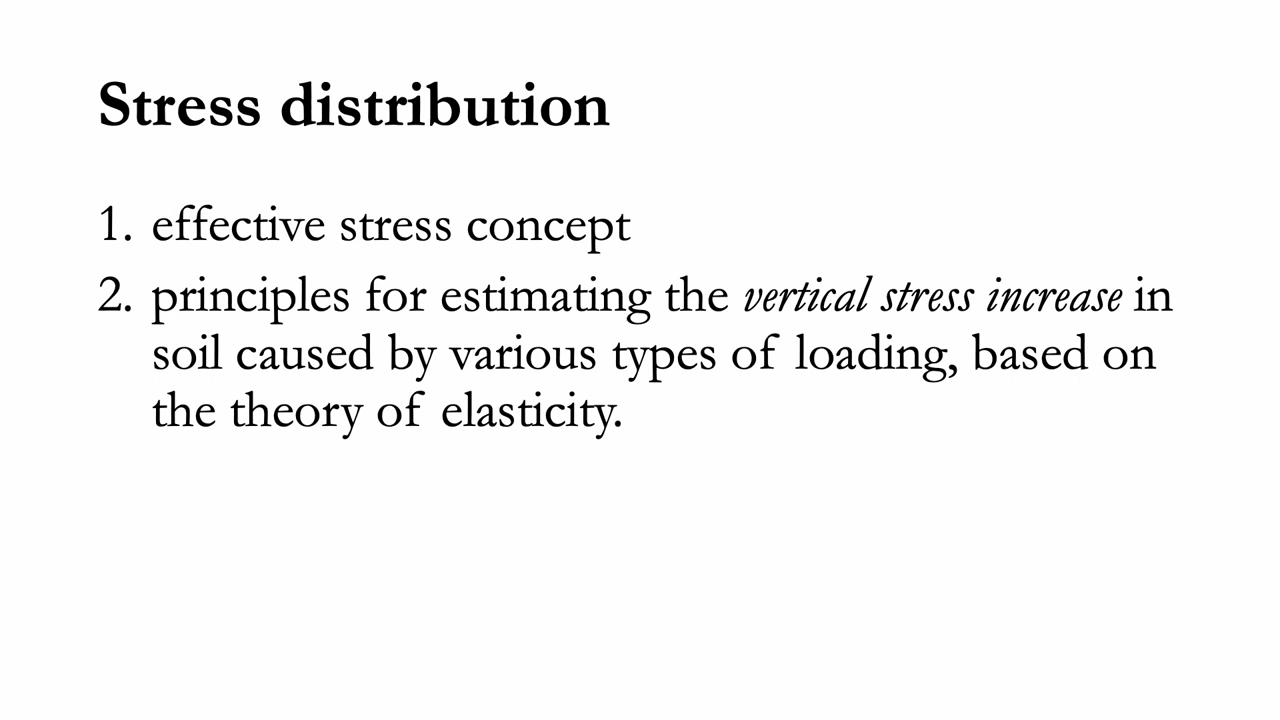 Stress distribution
1. effective stress concept
2. principles for estimating the vertical stress increase in
soil caused by various types of loading, based on
the theory of elasticity.